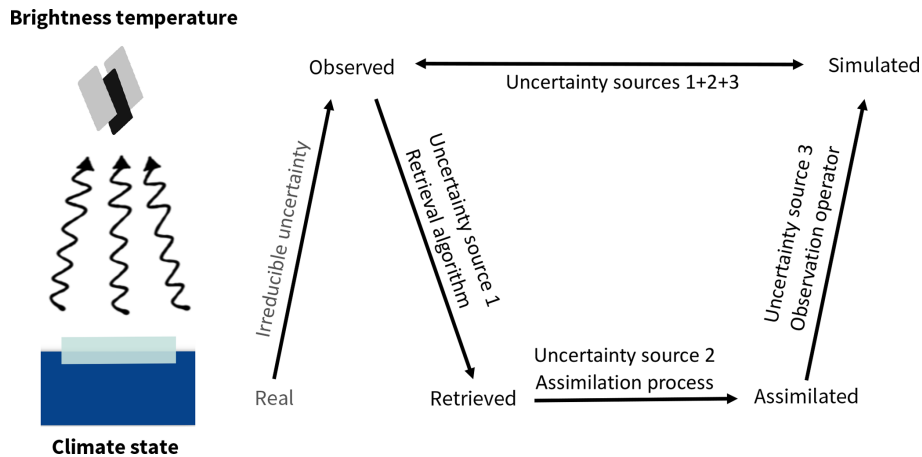 Brightness temperature
Observed
Simulated
Uncertainty sources 1+2+3
Irreducible uncertainty
Uncertainty source 1
Retrieval algorithm
Uncertainty source 3
Observation operator
Uncertainty source 2
Assimilation process
Real
Retrieved
Assimilated
Climate state